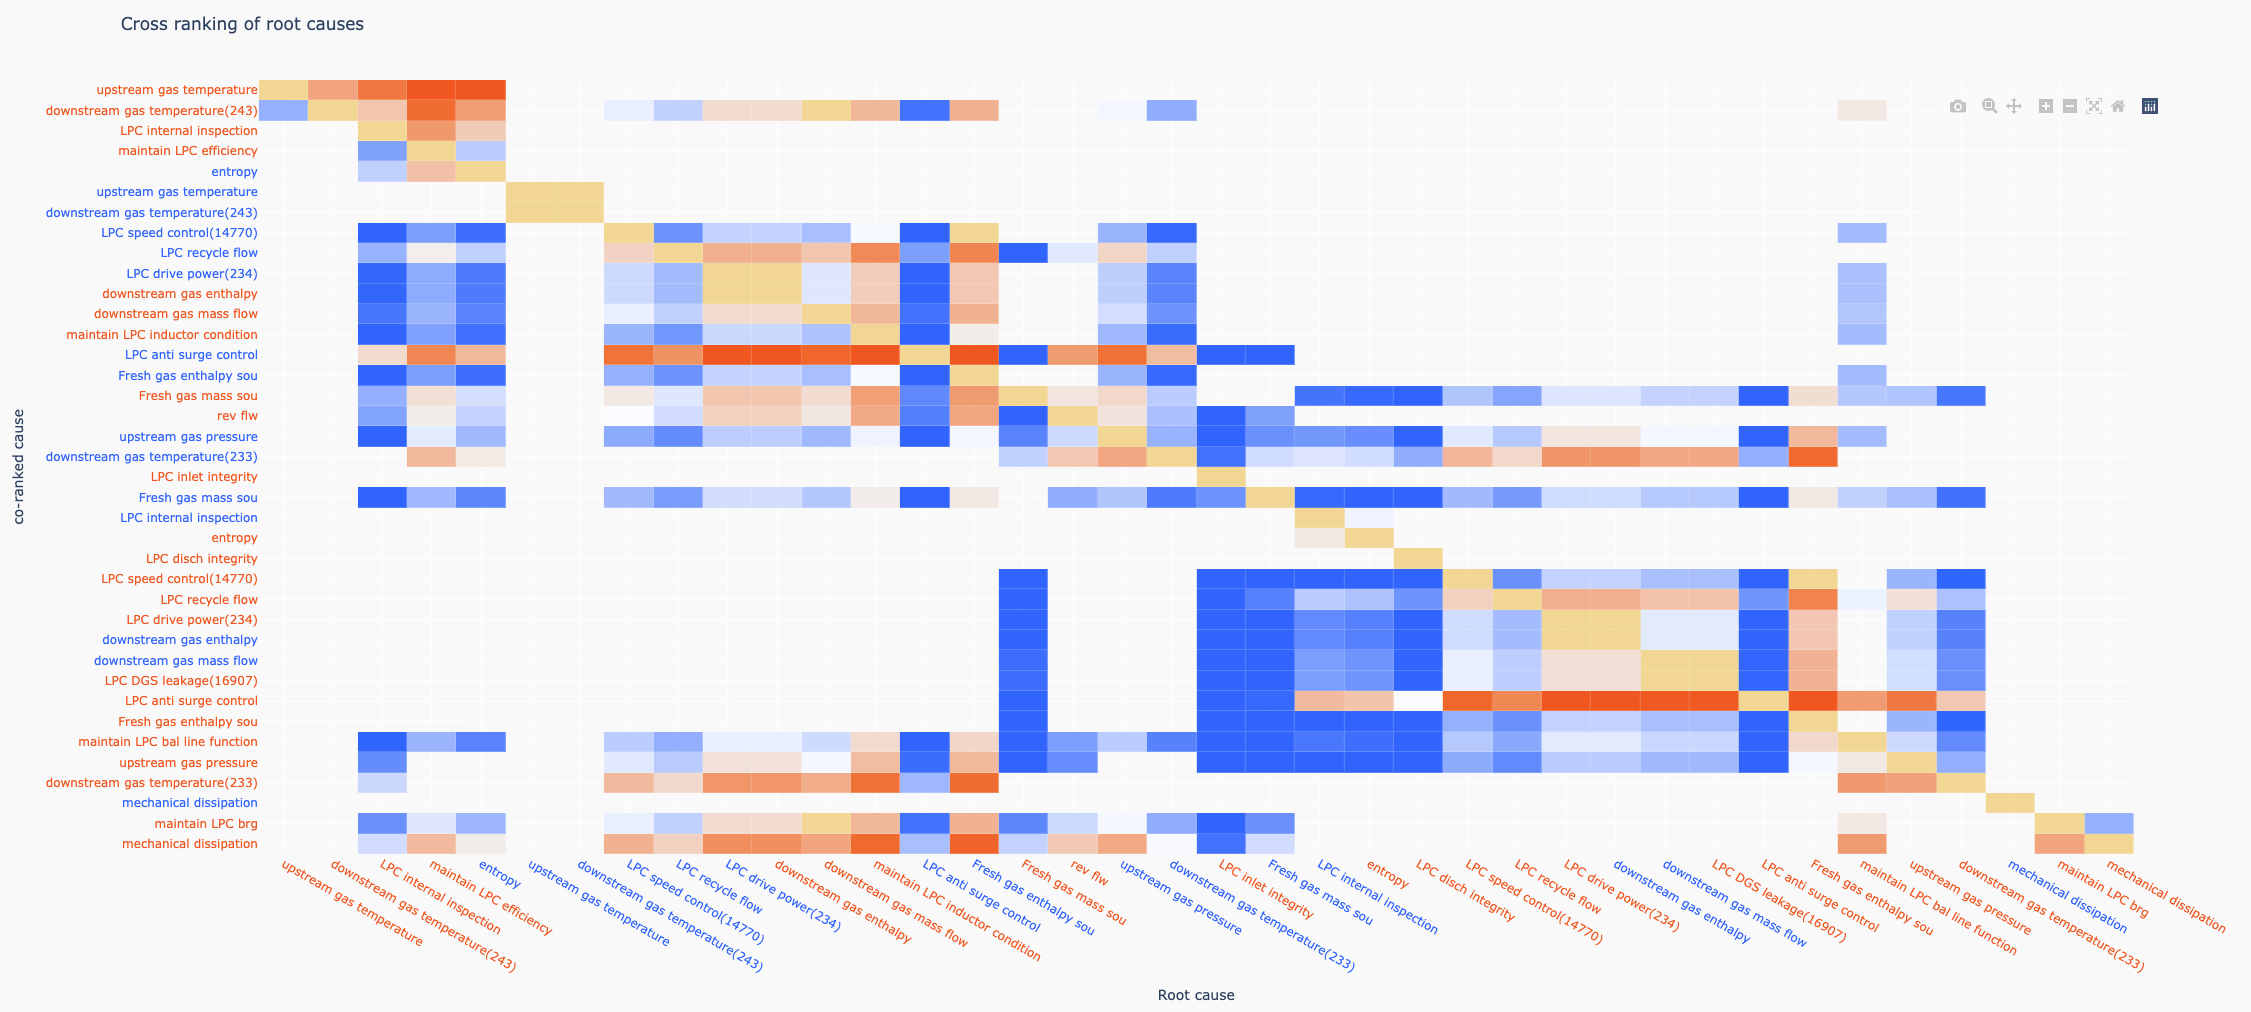 Cross ranking of root causes
upstream gas temperature
downstream gas temperature(243)
LPC internal inspection
maintain LPC efficiency
entropy
upstream gas temperature
downstream gas temperature(243)
LPC speed control(14770)
LPC recycle flow
LPC drive power(234)
downstream gas enthalpy
downstream gas mass flow
maintain LPC inductor condition
LPC anti surge control
Fresh gas enthalpy sou
Fresh gas mass sou
rev flw
upstream gas pressure
downstream gas temperature(233)
LPC inlet integrity
Fresh gas mass sou
LPC internal inspection
entropy
LPC disch integrity
LPC speed control(14770)
LPC recycle flow
LPC drive power(234)
downstream gas enthalpy
downstream gas mass flow
LPC DGS leakage(16907)
LPC anti surge control
Fresh gas enthalpy sou
maintain LPC bal line function
upstream gas pressure
downstream gas temperature(233)
mechanical dissipation
maintain LPC brg
mechanical dissipation
co-ranked cause
upstream gas temperature
downstream gas temperature(243)
LPC internal inspection
maintain LPC efficiency
entropy
upstream gas temperature
downstream gas temperature(243)
LPC speed control(14770)
LPC recycle flow
LPC drive power(234)
downstream gas enthalpy
downstream gas mass flow
maintain LPC inductor condition
LPC anti surge control
Fresh gas enthalpy sou
Fresh gas mass sou
rev flw
upstream gas pressure
downstream gas temperature(233)
LPC inlet integrity
Fresh gas mass sou
LPC internal inspection
entropy
LPC disch integrity
LPC speed control(14770)
LPC recycle flow
LPC drive power(234)
downstream gas enthalpy
downstream gas mass flow
LPC DGS leakage(16907)
LPC anti surge control
Fresh gas enthalpy sou
maintain LPC bal line function
upstream gas pressure
downstream gas temperature(233)
mechanical dissipation
maintain LPC brg
mechanical dissipation
Root cause